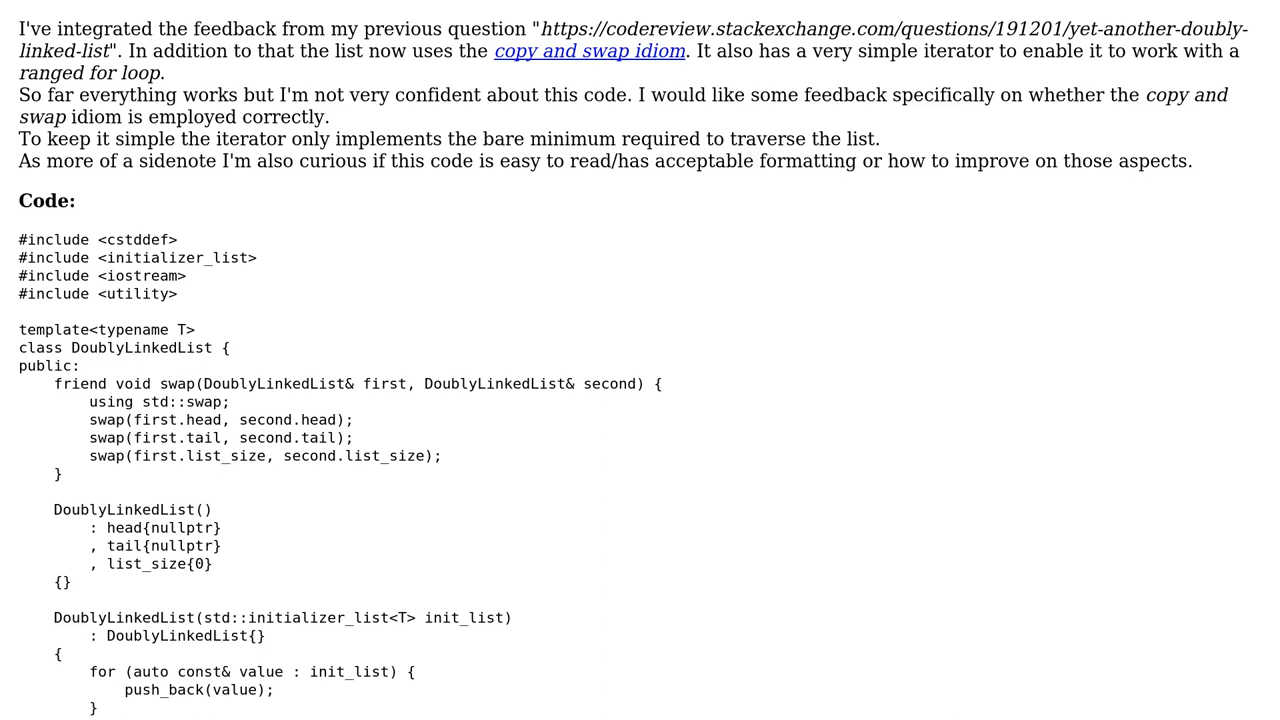 I've integrated the feedback from my previous question "https://codereview.stackexchange.com/questions/191201/yet-another-doubly-
linked-list". In addition to that the list now uses the copy and swap idiom. It also has a very simple iterator to enable it to work with a
ranged for loop.
So far everything works but I'm not very confident about this code. I would like some feedback specifically on whether the copy and
swap idiom is employed correctly.
To keep it simple the iterator only implements the bare minimum required to traverse the list.
As more of a sidenote I'm also curious if this code is easy to read/has acceptable formatting or how to improve on those aspects.
Code:
#include <cstddef>
#include <initializer_list>
#include <iostream>
#include <utility>
template<typename T>
class DoublyLinkedList {
public:
    friend void swap(DoublyLinkedList& first, DoublyLinkedList& second) {
        using std::swap;
        swap(first.head, second.head);
        swap(first.tail, second.tail);
        swap(first.list_size, second.list_size);
    }
    DoublyLinkedList()
        : head{nullptr}
        , tail{nullptr}
        , list_size{0}
    {}
    DoublyLinkedList(std::initializer_list<T> init_list)
        : DoublyLinkedList{}
    {
        for (auto const& value : init_list) {
            push_back(value);
        }